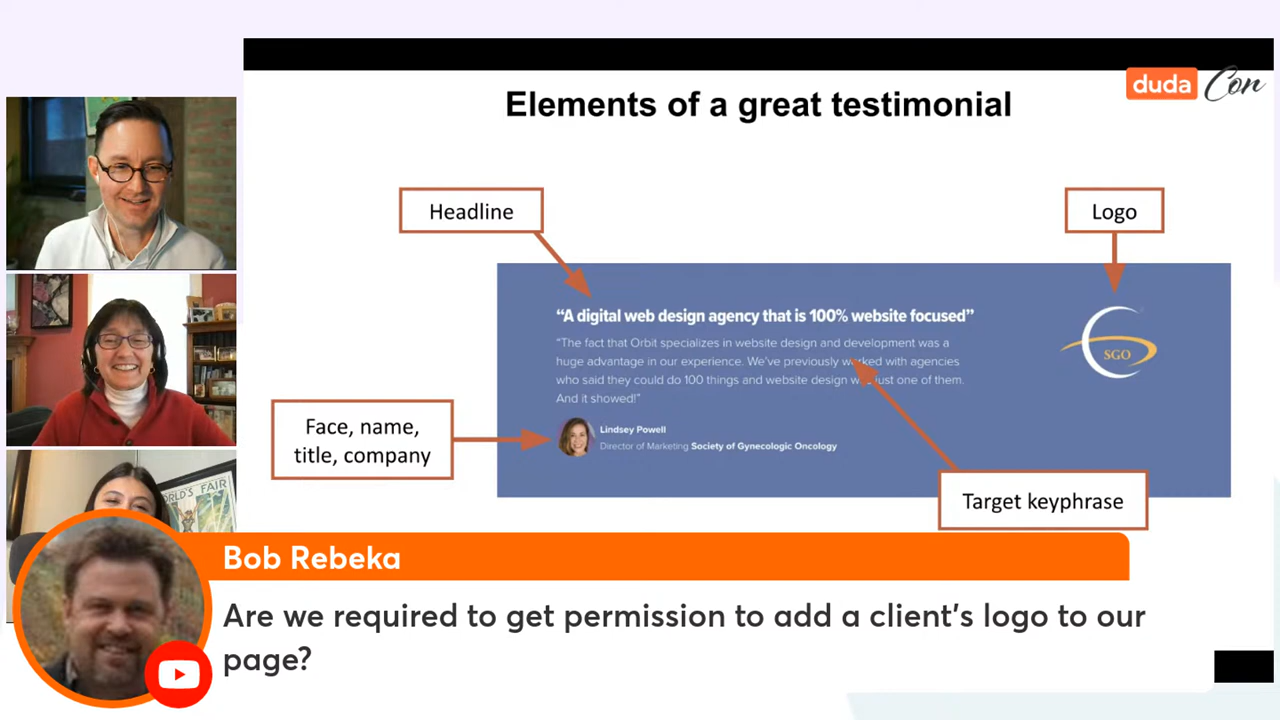 duda Con
Elements of a great testimonial
Headline
Logo
“A digital web design agency that is 100% website focused”
“The fact that Orbit specializes in website design and development was a
huge advantage in our experience. We’ve previously worked with agencies
who said they could do 100 things and website design was just one of them.
And it showed!”
SGO
Face, name,
title, company
Lindsey Powell
Director of Marketing Society of Gynecologic Oncology
Target keyphrase
WORLD'S FAIR
Bob Rebeka
Are we required to get permission to add a client’s logo to our
page?